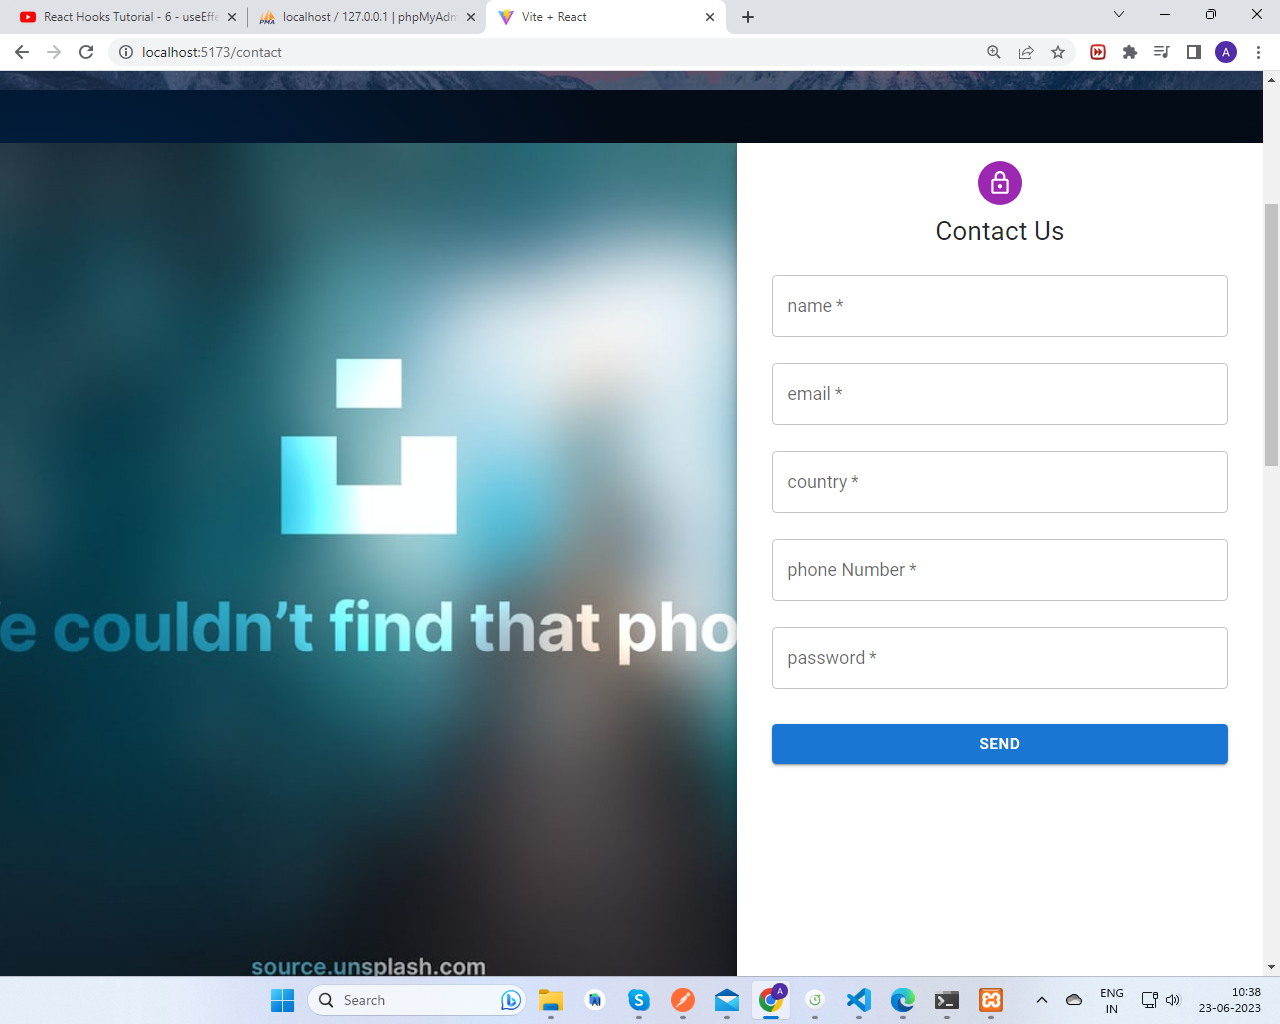 React Hooks Tutorial - 6 - useEffe
localhost / 127.0.0.1 | phpMyAdm
Vite + React
localhost:5173/contact
A
Contact Us
name *
email *
country *
phone Number *
password *
SEND
e couldn't find that pho
source.unsplash.com
Search
A
ENG
IN
10:38
23-06-2023